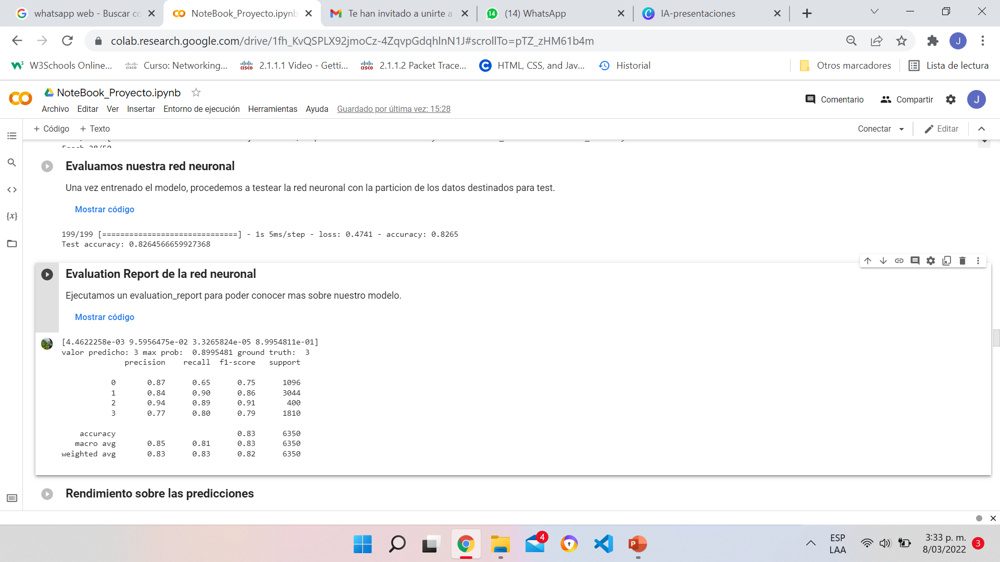 whatsapp web - Buscar co
NoteBook_Proyecto.ipynb
Te han invitado a unirte a
(14) WhatsApp
IA-presentaciones
colab.research.google.com/drive/1fh_KvQSPLX92jmoCz-4ZqvpGdqhlnN1J#scrollTo=pTZ_zHM61b4m
J
W3Schools Online...
Curso: Networking...
2.1.1.1 Video - Getti...
2.1.1.2 Packet Trace...
HTML, CSS, and Jav...
Historial
Otros marcadores
Lista de lectura
NoteBook_Proyecto.ipynb
Comentario
Compartir
J
Archivo Editar Ver Insertar Entorno de ejecución Herramientas Ayuda Guardado por última vez: 15:28
+ Código + Texto
Conectar
Editar
Epoch 28/50
Evaluamos nuestra red neuronal
Una vez entrenado el modelo, procedemos a testear la red neuronal con la particion de los datos destinados para test.
Mostrar código
199/199 [==============================] - 1s 5ms/step - loss: 0.4741 - accuracy: 0.8265
Test accuracy: 0.8264566659927368
Evaluation Report de la red neuronal
Ejecutamos un evaluation_report para poder conocer mas sobre nuestro modelo.
Mostrar código
[4.4622258e-03 9.5956475e-02 3.3265824e-05 8.9954811e-01]
valor predicho: 3 max prob:  0.8995481 ground truth:  3
precision recall f1-score support
0 0.87 0.65 0.75 1096
1 0.84 0.90 0.86 3044
2 0.94 0.89 0.91 400
3 0.77 0.80 0.79 1810
accuracy 0.83 6350
macro avg 0.85 0.81 0.83 6350
weighted avg 0.83 0.83 0.82 6350
Rendimiento sobre las predicciones
4
ESP
LAA
3:33 p. m.
8/03/2022
3